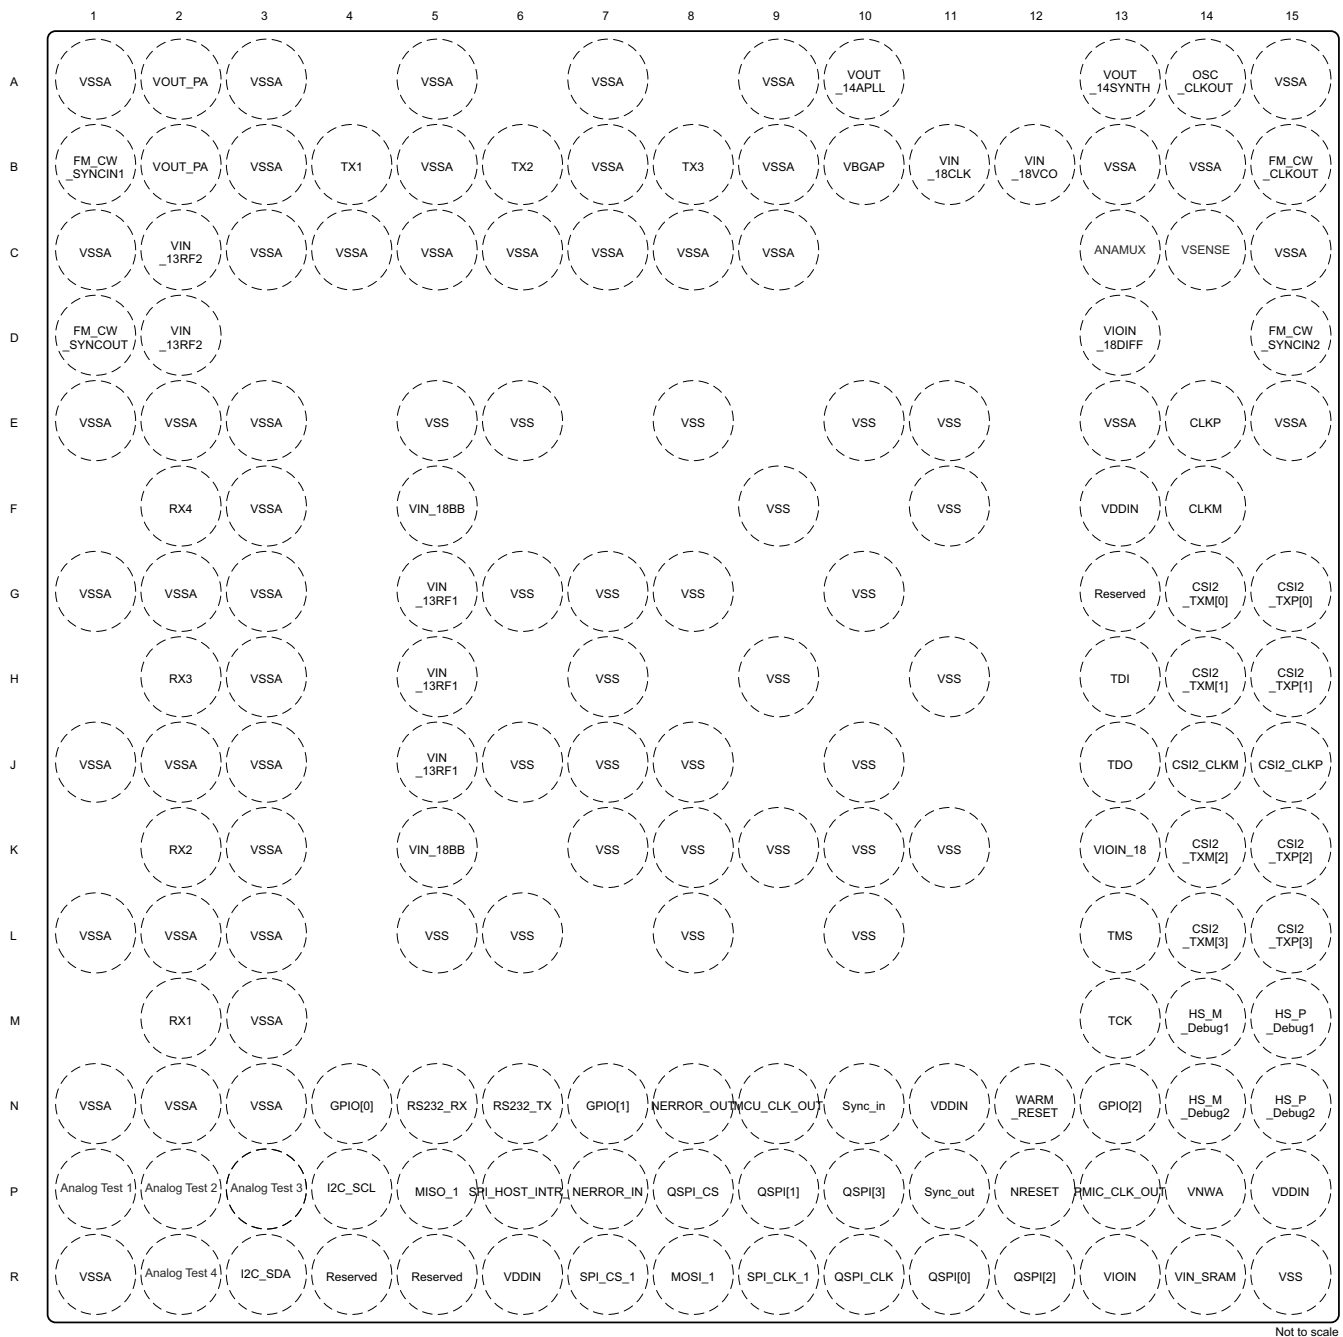 1 2 3 4 5 6 7 8 9 10 11 12 13 14 15
A VSSA VOUT_PA VSSA VSSA VSSA VSSA VOUT _14APLL VOUT _14SYNTH OSC _CLKOUT VSSA
B FM_CW _SYNCIN1 VOUT_PA VSSA TX1 VSSA TX2 VSSA TX3 VSSA VBGAP VIN _18CLK VIN _18VCO VSSA VSSA FM_CW _CLKOUT
C VSSA VIN _13RF2 VSSA VSSA VSSA VSSA VSSA VSSA VSSA ANAMUX VSENSE VSSA
D FM_CW _SYNCOUT VIN _13RF2 VIOIN _18DIFF FM_CW _SYNCIN2
E VSSA VSSA VSSA VSS VSS VSS VSS VSS VSSA CLKP VSSA
F RX4 VSSA VIN_18BB VSS VSS VDDIN CLKM
G VSSA VSSA VSSA VIN _13RF1 VSS VSS VSS VSS Reserved CSI2 _TXM[0] CSI2 _TXP[0]
H RX3 VSSA VIN _13RF1 VSS VSS VSS TDI CSI2 _TXM[1] CSI2 _TXP[1]
J VSSA VSSA VSSA VIN _13RF1 VSS VSS VSS VSS TDO CSI2_CLKM CSI2_CLKP
K RX2 VSSA VIN_18BB VSS VSS VSS VSS VSS VIOIN_18 CSI2 _TXM[2] CSI2 _TXP[2]
L VSSA VSSA VSSA VSS VSS VSS VSS TMS CSI2 _TXM[3] CSI2 _TXP[3]
M RX1 VSSA TCK HS_M _Debug1 HS_P _Debug1
N VSSA VSSA VSSA GPIO[0] RS232_RX RS232_TX GPIO[1] NERROR_OUT MCU_CLK_OUT Sync_in VDDIN WARM _RESET GPIO[2] HS_M _Debug2 HS_P _Debug2
P Analog Test 1 Analog Test 2 Analog Test 3 I2C_SCL MISO_1 SPI_HOST_INTR_ NERROR_IN QSPI_CS QSPI[1] QSPI[3] Sync_out NRESET PMIC_CLK_OUT VNWA VDDIN
R VSSA Analog Test 4 I2C_SDA Reserved Reserved VDDIN SPI_CS_1 MOSI_1 SPI_CLK_1 QSPI_CLK QSPI[0] QSPI[2] VIOIN VIN_SRAM VSS
Not to scale